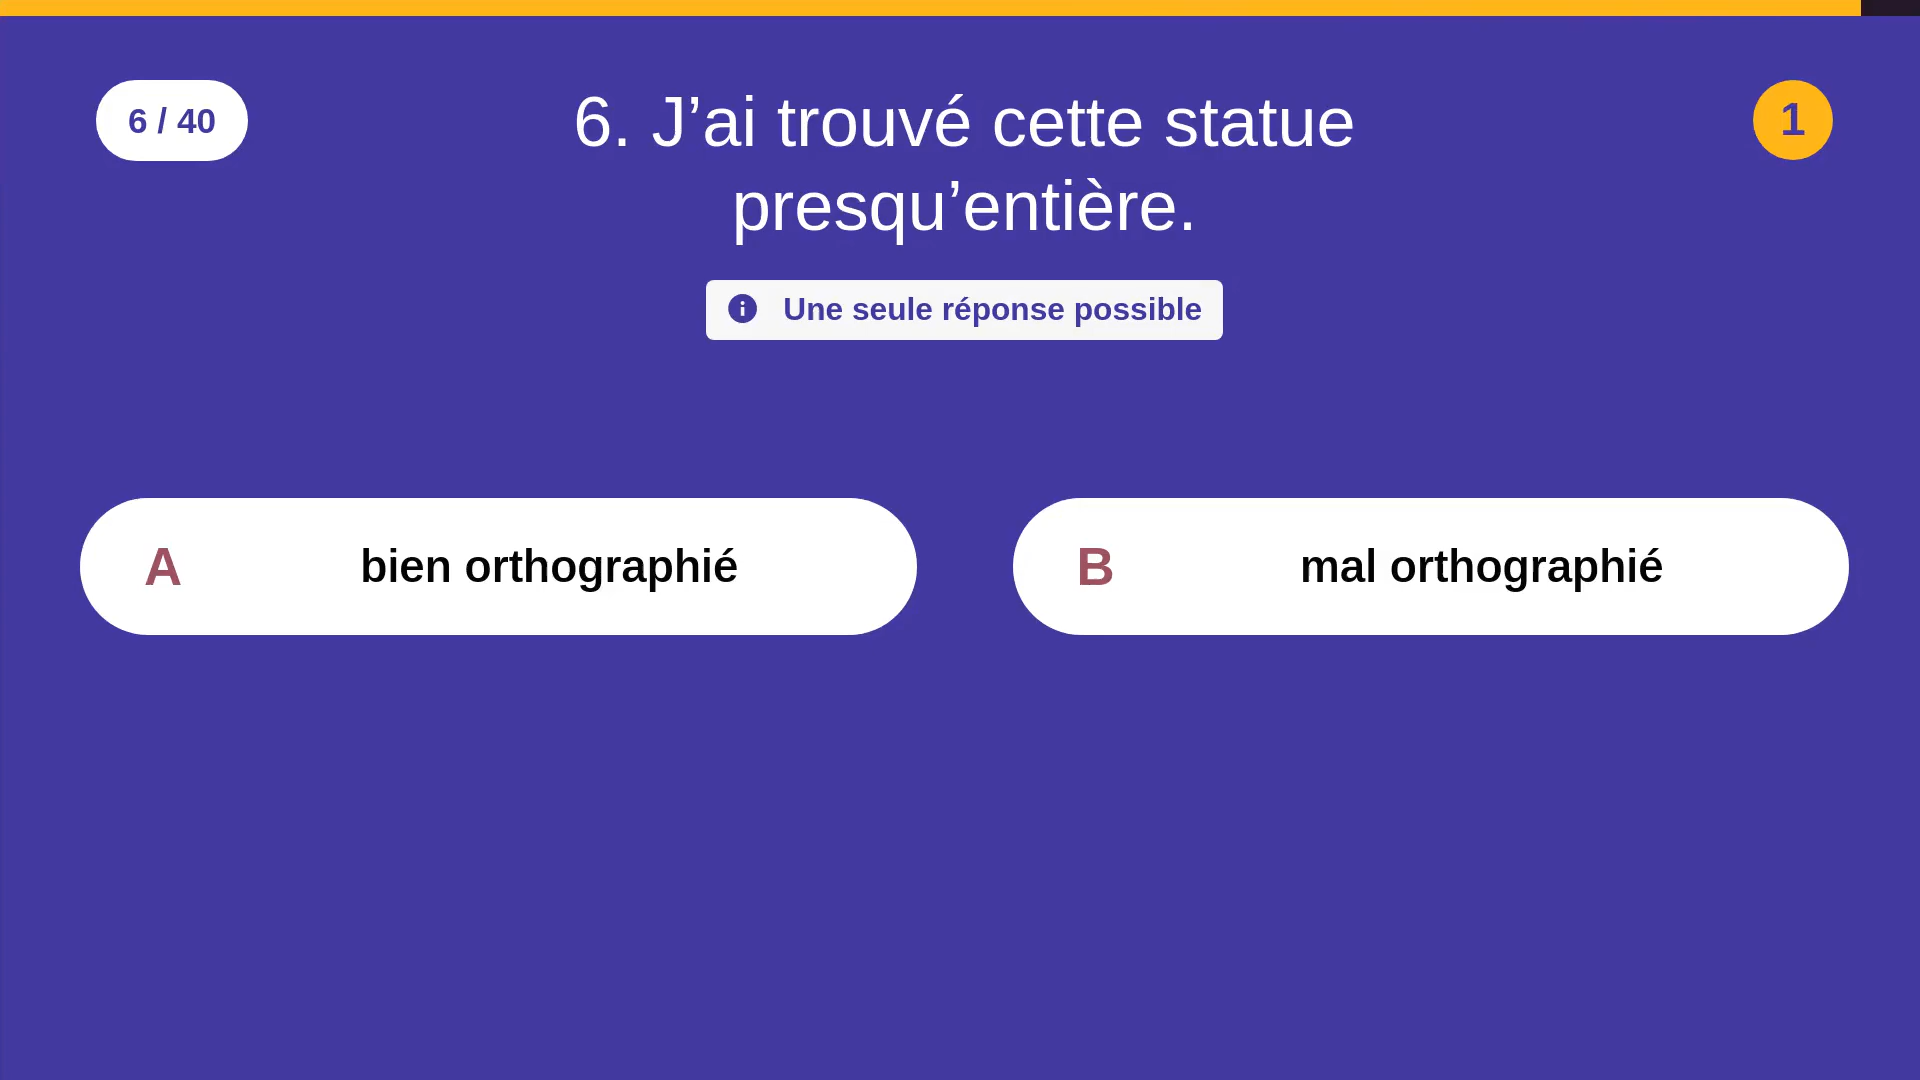 6 / 40
6. J’ai trouvé cette statue
presqu’entière.
1
Une seule réponse possible
A bien orthographié
B mal orthographié